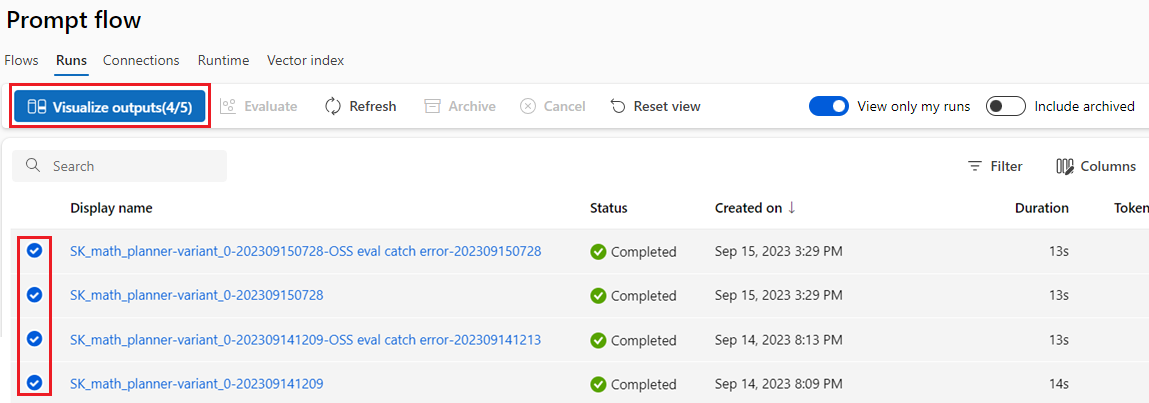 Prompt flow
Flows Runs Connections Runtime Vector index
Visualize outputs(4/5) Evaluate Refresh Archive Cancel Reset view View only my runs Include archived
Search Filter Columns
Display name Status Created on ↓ Duration Token
SK_math_planner-variant_0-202309150728-OSS eval catch error-202309150728 Completed Sep 15, 2023 3:29 PM 13s
SK_math_planner-variant_0-202309150728 Completed Sep 15, 2023 3:29 PM 13s
SK_math_planner-variant_0-202309141209-OSS eval catch error-202309141213 Completed Sep 14, 2023 8:13 PM 13s
SK_math_planner-variant_0-202309141209 Completed Sep 14, 2023 8:09 PM 14s